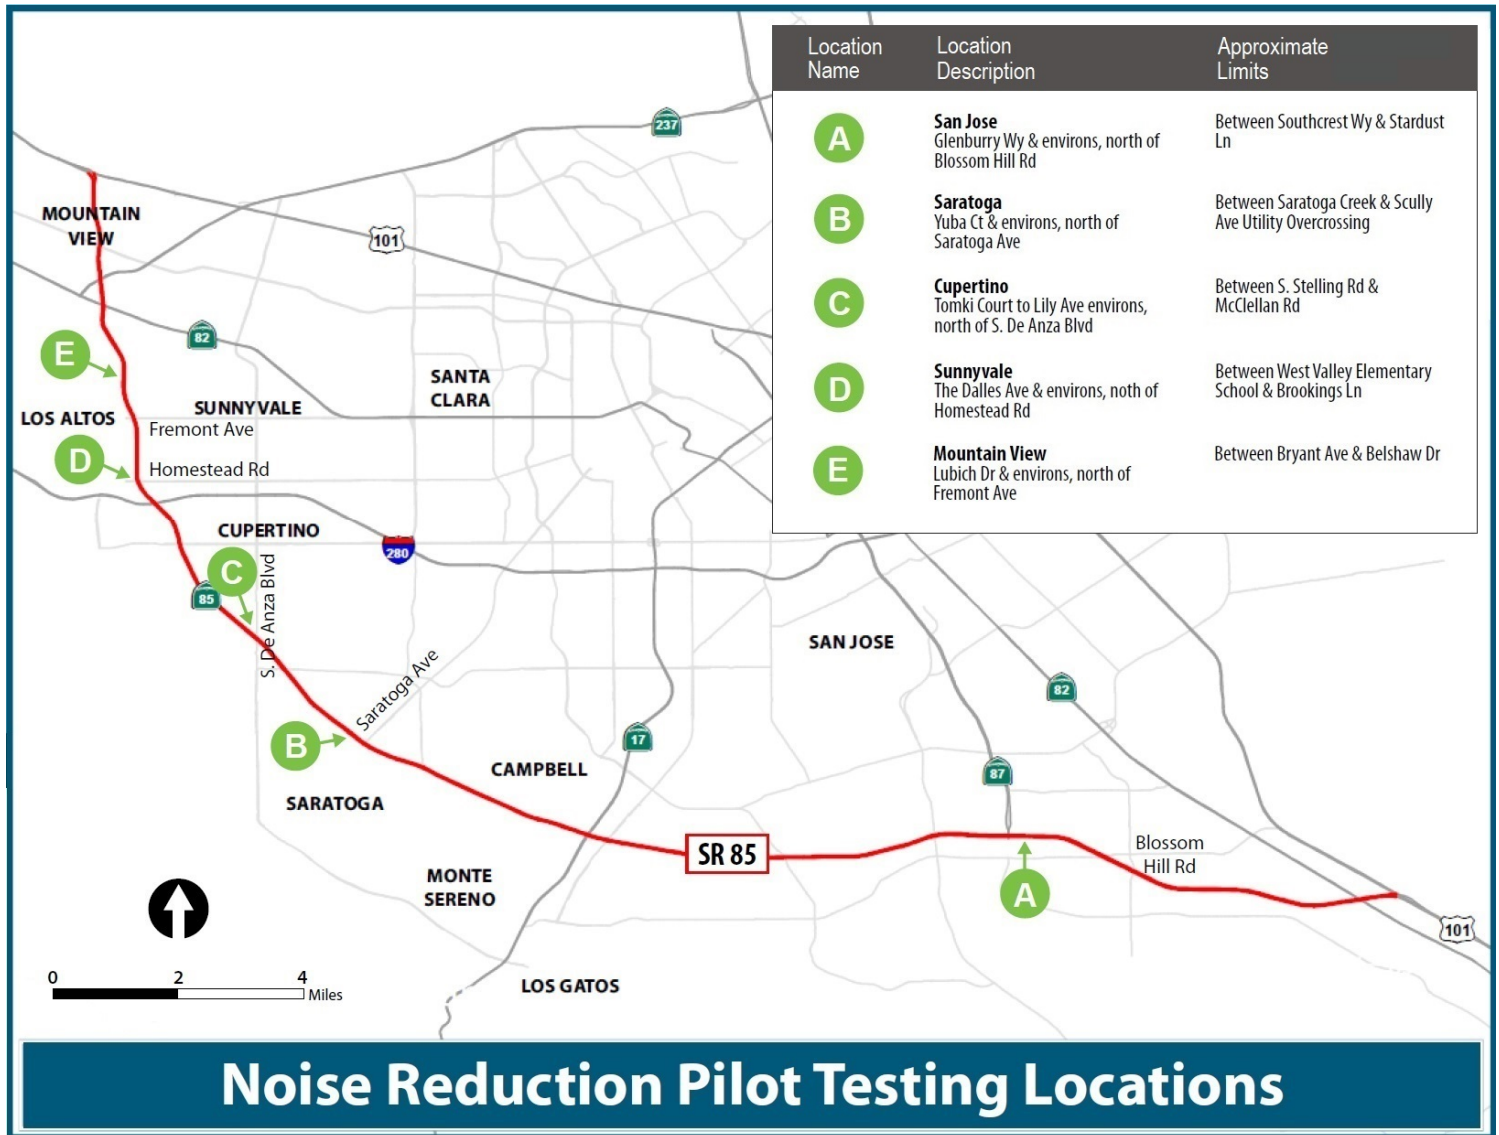 Location Name
Location Description
Approximate Limits
A
San Jose
Glenburry Wy & environs, north of
Blossom Hill Rd
Between Southcrest Wy & Stardust
Ln
B
Saratoga
Yuba Ct & environs, north of
Saratoga Ave
Between Saratoga Creek & Scully
Ave Utility Overcrossing
C
Cupertino
Tomki Court to Lily Ave environs,
north of S. De Anza Blvd
Between S. Stelling Rd &
McClellan Rd
D
Sunnyvale
The Dalles Ave & environs, noth of
Homestead Rd
Between West Valley Elementary
School & Brookings Ln
E
Mountain View
Lubich Dr & environs, north of
Fremont Ave
Between Bryant Ave & Belshaw Dr
237
MOUNTAIN
VIEW
101
82
E
SANTA
CLARA
LOS ALTOS
SUNNYVALE
Fremont Ave
D
Homestead Rd
CUPERTINO
280
C
85
S. De Anza Blvd
SAN JOSE
Saratoga Ave
82
B
17
CAMPBELL
87
SARATOGA
SR 85
Blossom
Hill Rd
MONTE
SERENO
A
101
0 2 4
Miles
LOS GATOS
Noise Reduction Pilot Testing Locations